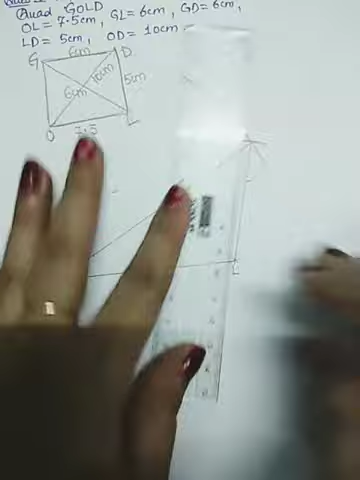 Quad GOLD
OL = 7.5cm, GL = 6cm, GD = 6cm,
LD = 5cm, OD = 10cm
6cm
G D
10cm
5cm
6cm
O L
7.5